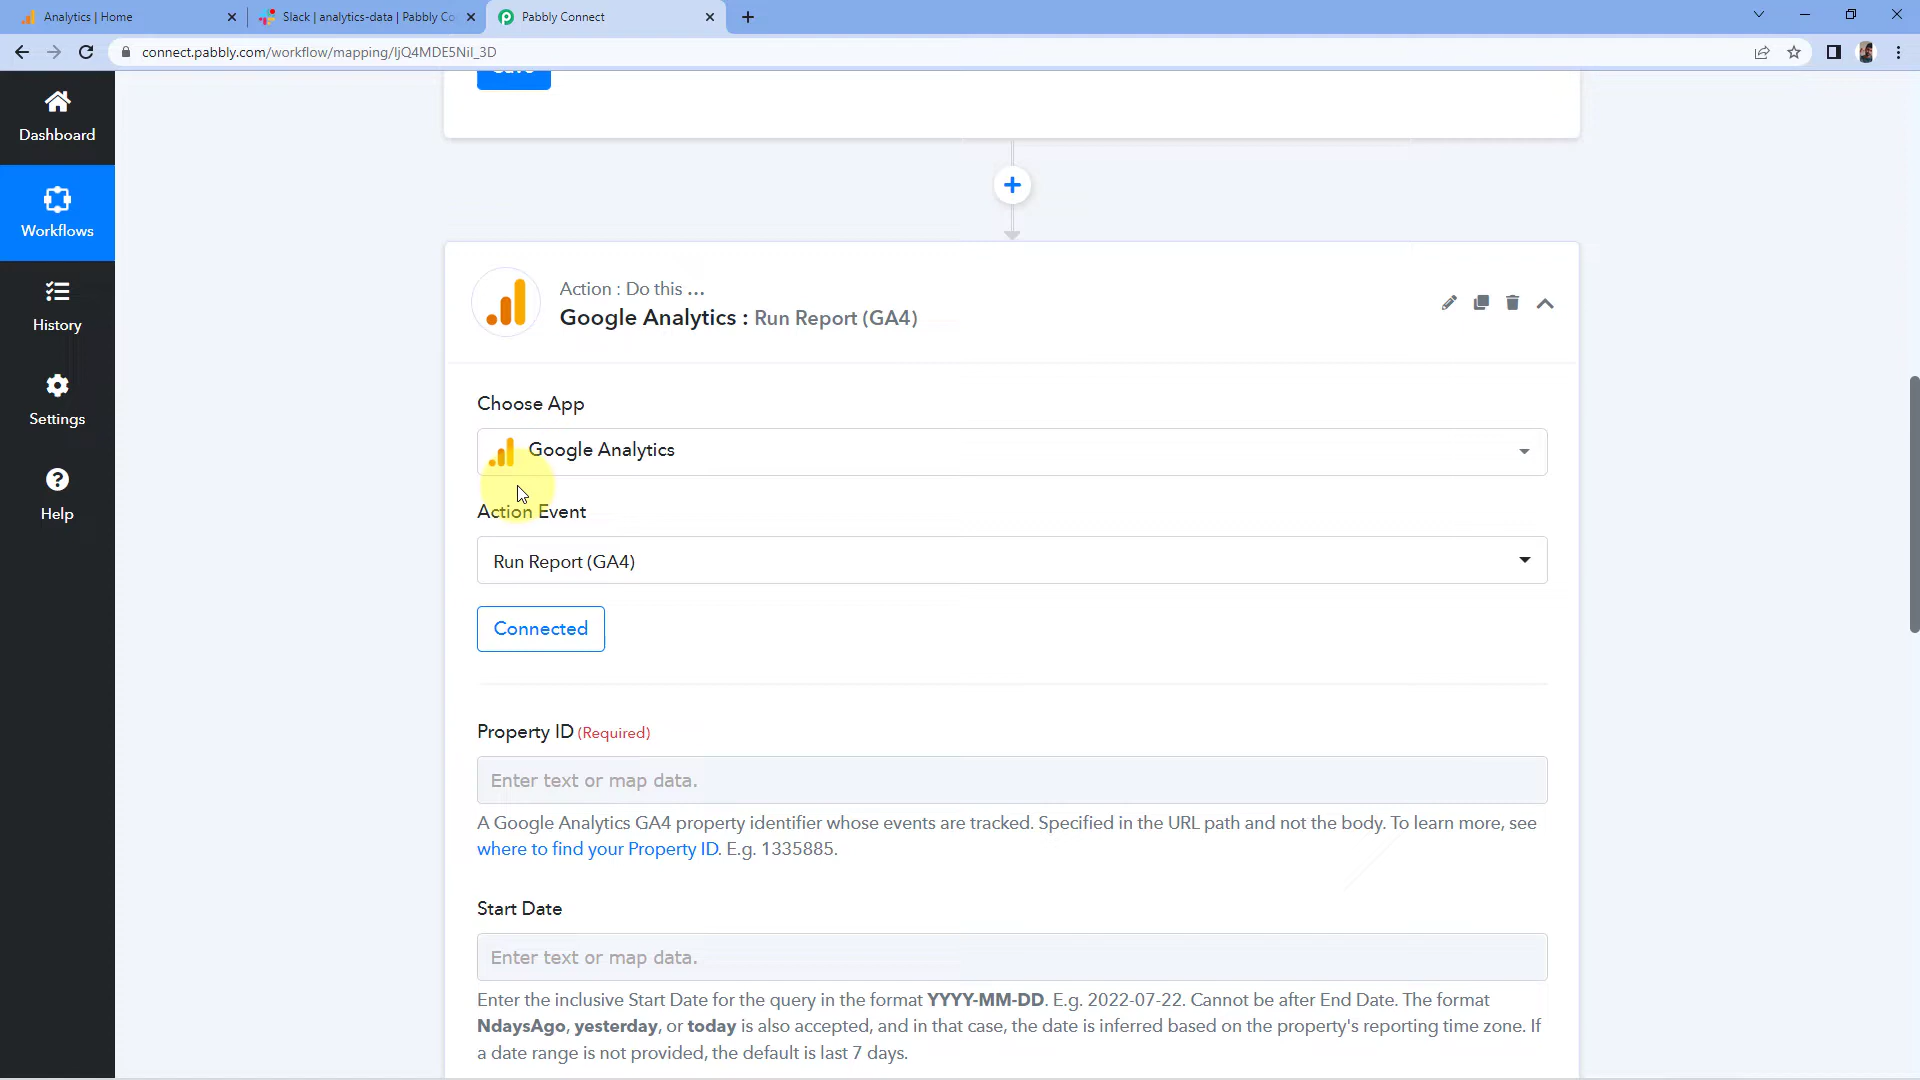 Analytics | Home
Slack | analytics-data | Pabbly Co
Pabbly Connect
connect.pabbly.com/workflow/mapping/IjQ4MDE5NiI_3D
Save
Dashboard
Workflows
History
Settings
Help
Action : Do this ...
Google Analytics : Run Report (GA4)
Choose App
Google Analytics
Action Event
Run Report (GA4)
Connected
Property ID (Required)
Enter text or map data.
A Google Analytics GA4 property identifier whose events are tracked. Specified in the URL path and not the body. To learn more, see
where to find your Property ID. E.g. 1335885.
Start Date
Enter text or map data.
Enter the inclusive Start Date for the query in the format YYYY-MM-DD. E.g. 2022-07-22. Cannot be after End Date. The format
NdaysAgo, yesterday, or today is also accepted, and in that case, the date is inferred based on the property's reporting time zone. If
a date range is not provided, the default is last 7 days.